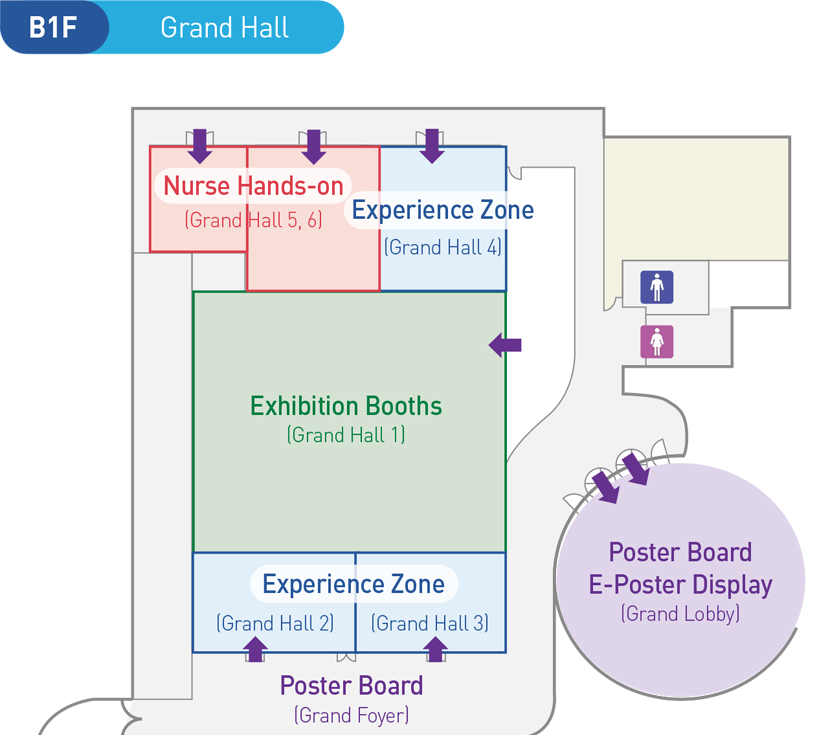 B1F Grand Hall
Nurse Hands-on
(Grand Hall 5, 6)
Experience Zone
(Grand Hall 4)
Exhibition Booths
(Grand Hall 1)
Poster Board
E-Poster Display
(Grand Lobby)
Experience Zone
(Grand Hall 2) (Grand Hall 3)
Poster Board
(Grand Foyer)